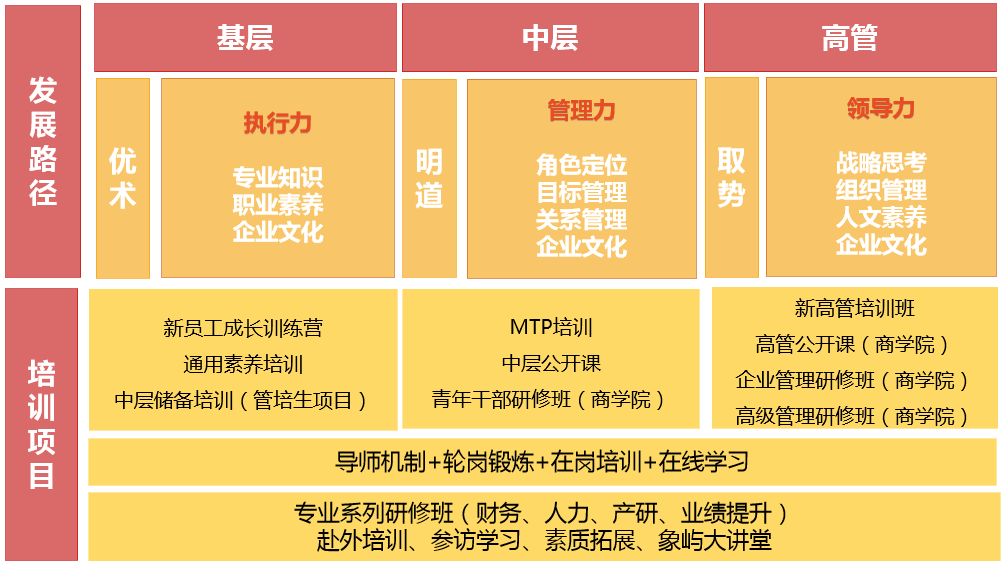 基层
中层
高管
发展路径
优术
执行力
专业知识
职业素养
企业文化
明道
管理力
角色定位
目标管理
关系管理
企业文化
取势
领导力
战略思考
组织管理
人文素养
企业文化
培训项目
新员工成长训练营
通用素养培训
中层储备培训（管培生项目）
MTP培训
中层公开课
青年干部研修班（商学院）
新高管培训班
高管公开课（商学院）
企业管理研修班（商学院）
高级管理研修班（商学院）
导师机制+轮岗锻炼+在岗培训+在线学习
专业系列研修班（财务、人力、产研、业绩提升）
赴外培训、参访学习、素质拓展、象屿大讲堂